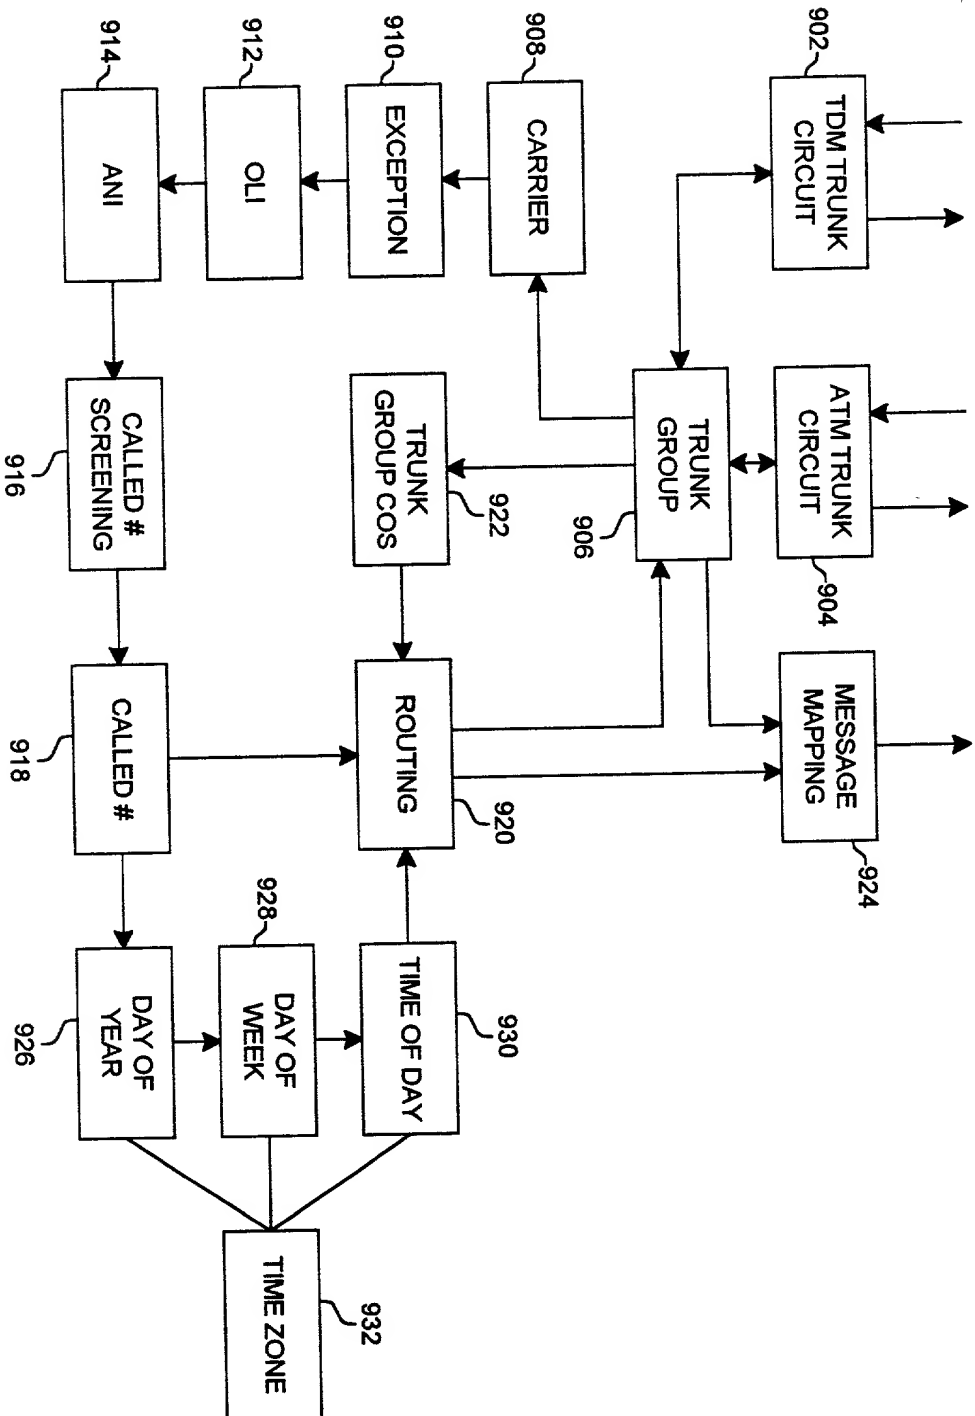 902
TDM TRUNK
CIRCUIT
ATM TRUNK
CIRCUIT
904
MESSAGE
MAPPING
924
TRUNK
GROUP
906
908
CARRIER
910
EXCEPTION
912
OLI
914
ANI
TRUNK
GROUP COS
922
ROUTING
920
TIME OF DAY
930
928
DAY OF
WEEK
TIME ZONE
932
CALLED #
SCREENING
916
CALLED #
918
DAY OF
YEAR
926